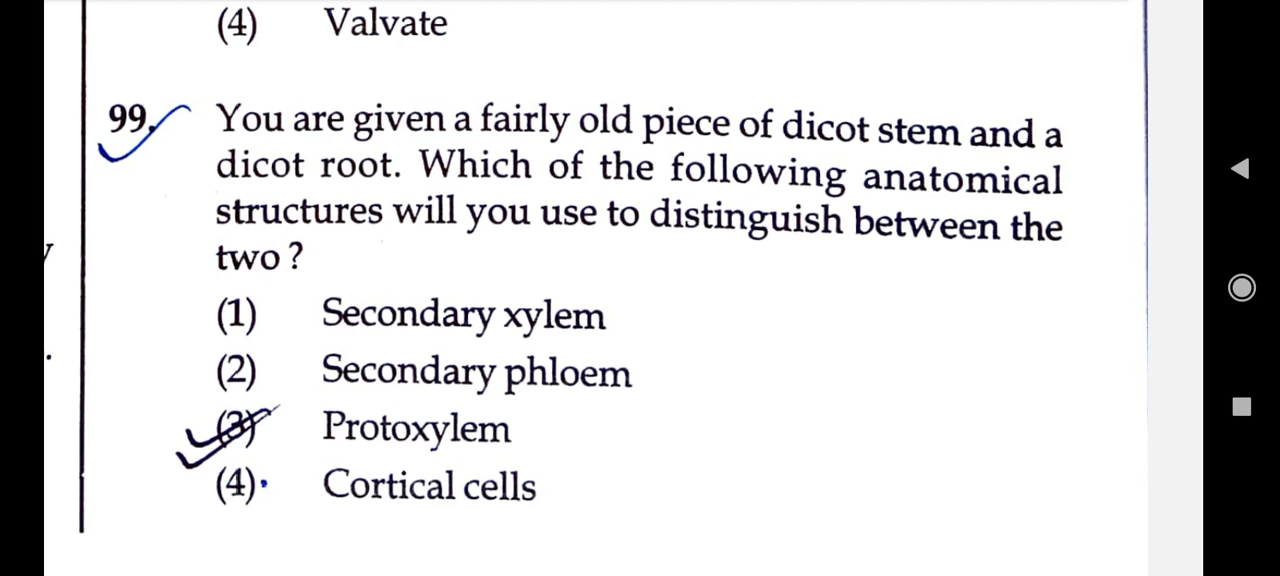 (4) Valvate
99. You are given a fairly old piece of dicot stem and a
dicot root. Which of the following anatomical
structures will you use to distinguish between the
two ?
(1) Secondary xylem
(2) Secondary phloem
(3) Protoxylem
(4) Cortical cells